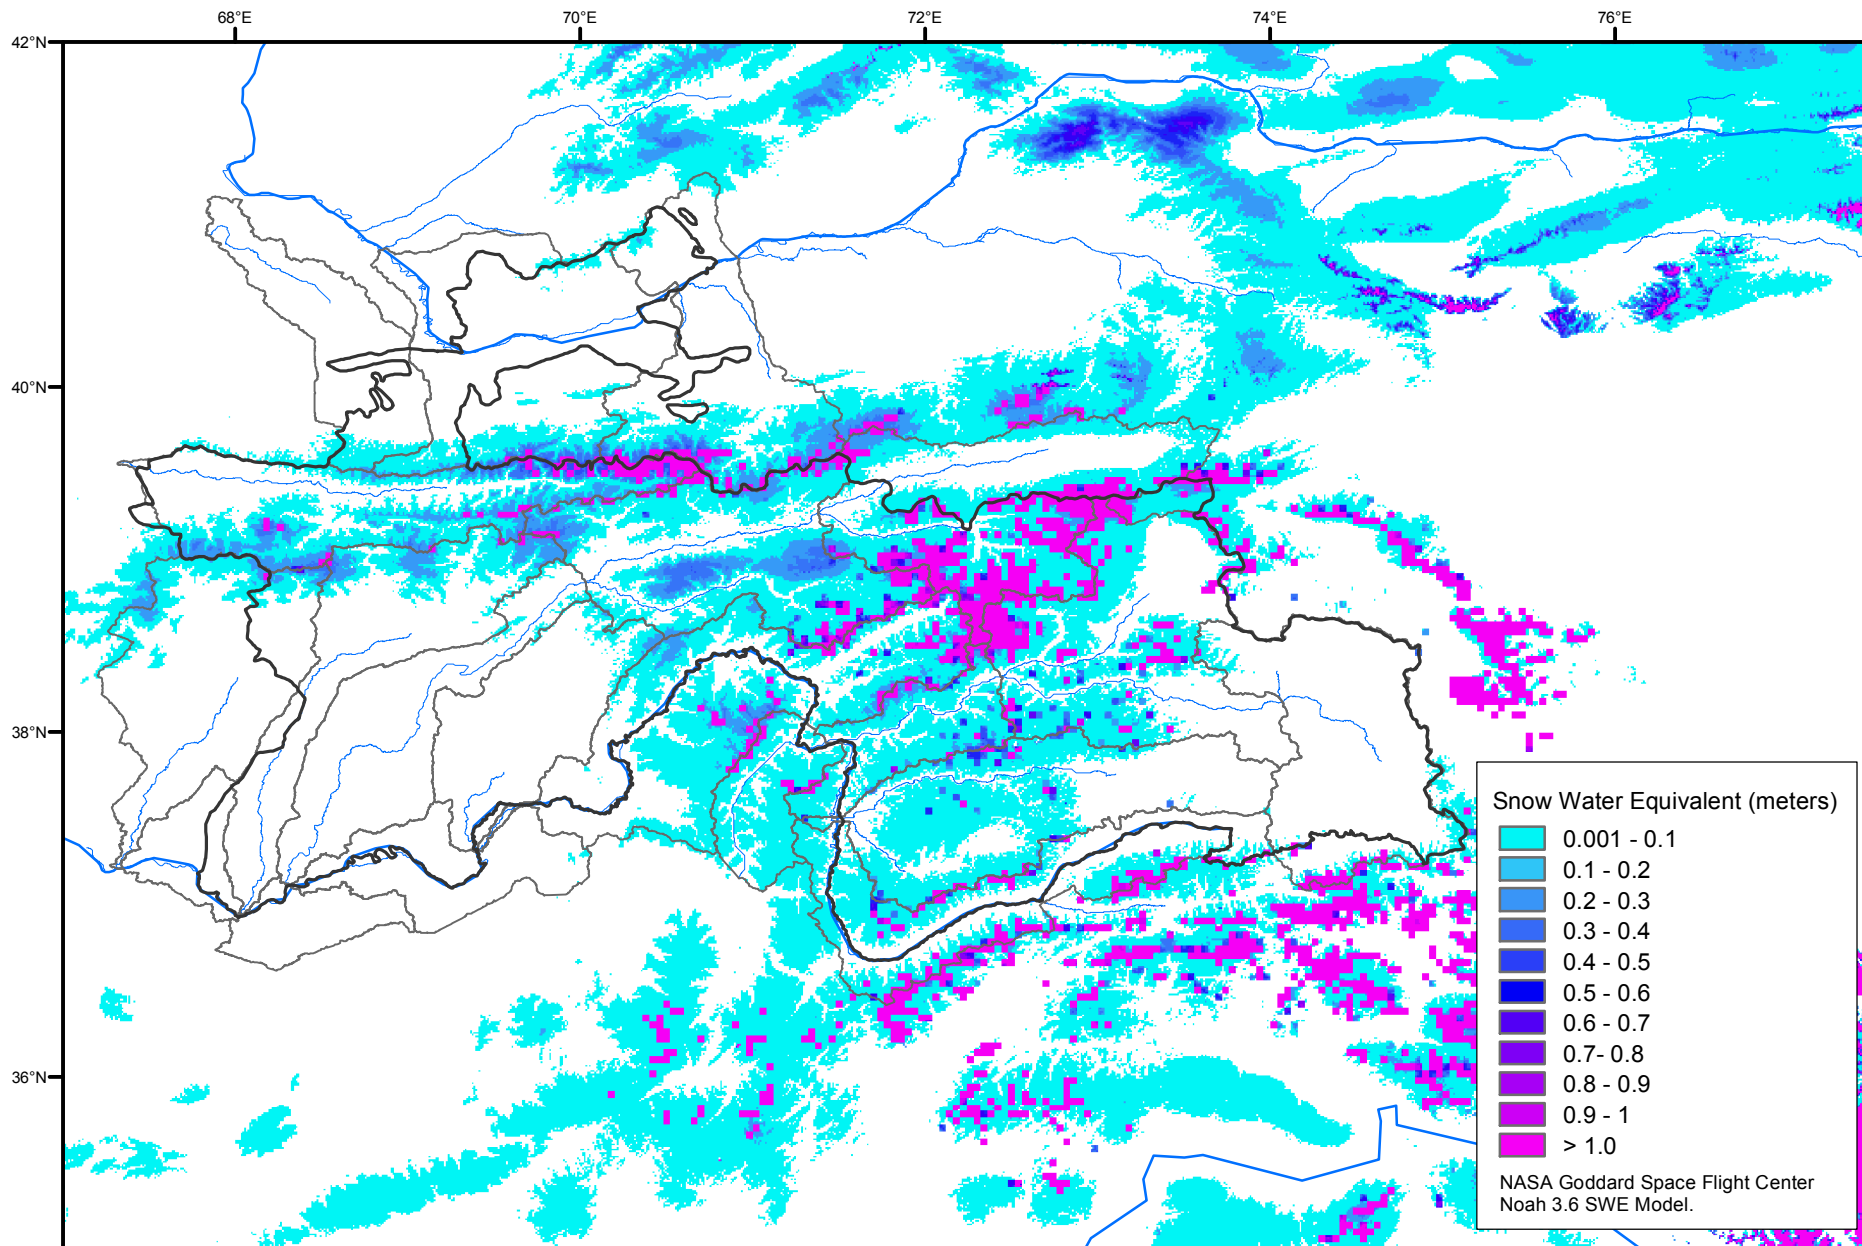 68°E 70°E 72°E 74°E 76°E
42°N
40°N
38°N
36°N
Snow Water Equivalent (meters)
0.001 - 0.1
0.1 - 0.2
0.2 - 0.3
0.3 - 0.4
0.4 - 0.5
0.5 - 0.6
0.6 - 0.7
0.7- 0.8
0.8 - 0.9
0.9 - 1
> 1.0
NASA Goddard Space Flight Center
Noah 3.6 SWE Model.